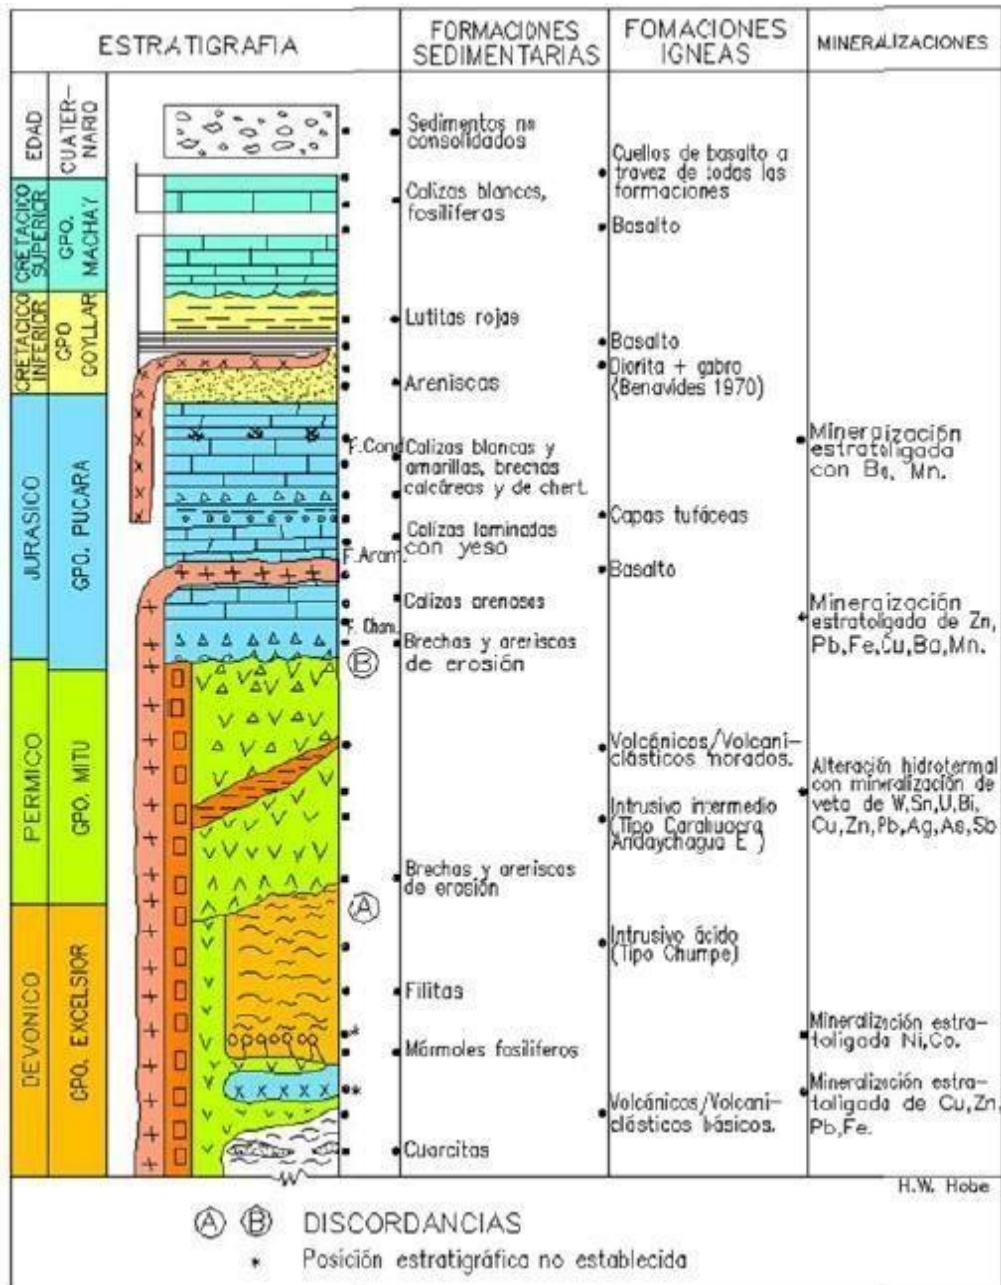 ESTRATIGRAFIA
FORMACIONES
SEDIMENTARIAS
FOMACIONES
IGNEAS
MINERALIZACIONES
EDAD
CUATER-
NARIO
CRETACICO
SUPERIOR
GPO.
MACHAY
CRETACICO
INFERIOR
GPO
GOYLLAR
JURASICO
GPO. PUCARA
PERMICO
GPO. MITU
DEVONICO
GPO. EXCELSIOR
F.Cond
F.Aram.
F. Cham.
B
A
Sedimentos no
consolidados
Calizas blancas,
fosilíferas
Lutitas rojas
Areniscas
Calizas blancas y
amarillas, brechas
calcáreas y de chert.
Calizas laminadas
con yeso
Calizas arenosas
Brechas y areniscas
de erosión
Brechas y areniscas
de erosión
Filitas
Mármoles fosilíferos
Cuarcitas
Cuellos de basalto a
travez de todas las
formaciones
Basalto
Basalto
Diorita + gabro
(Benavides 1970)
Capas tufáceas
Basalto
Volcánicos/Volcani-
clásticos morados.
Intrusivo intermedio
(Tipo Carahuacra
Andaychagua E )
Intrusivo ácido
(Tipo Chumpe)
Volcánicos/Volcani-
clásticos básicos.
Mineraización
estratoligada
con Ba, Mn.
Mineraización
estratoligada de Zn,
Pb,Fe,Cu,Ba,Mn.
Alteración hidrotermal
con mineralización de
veta de W,Sn,U,Bi,
Cu,Zn,Pb,Ag,As,Sb
Mineralización estra-
toligada Ni,Co.
Mineralización estra-
toligada de Cu,Zn,
Pb,Fe.
H.W. Hobe
A B DISCORDANCIAS
* Posición estratigráfica no establecida